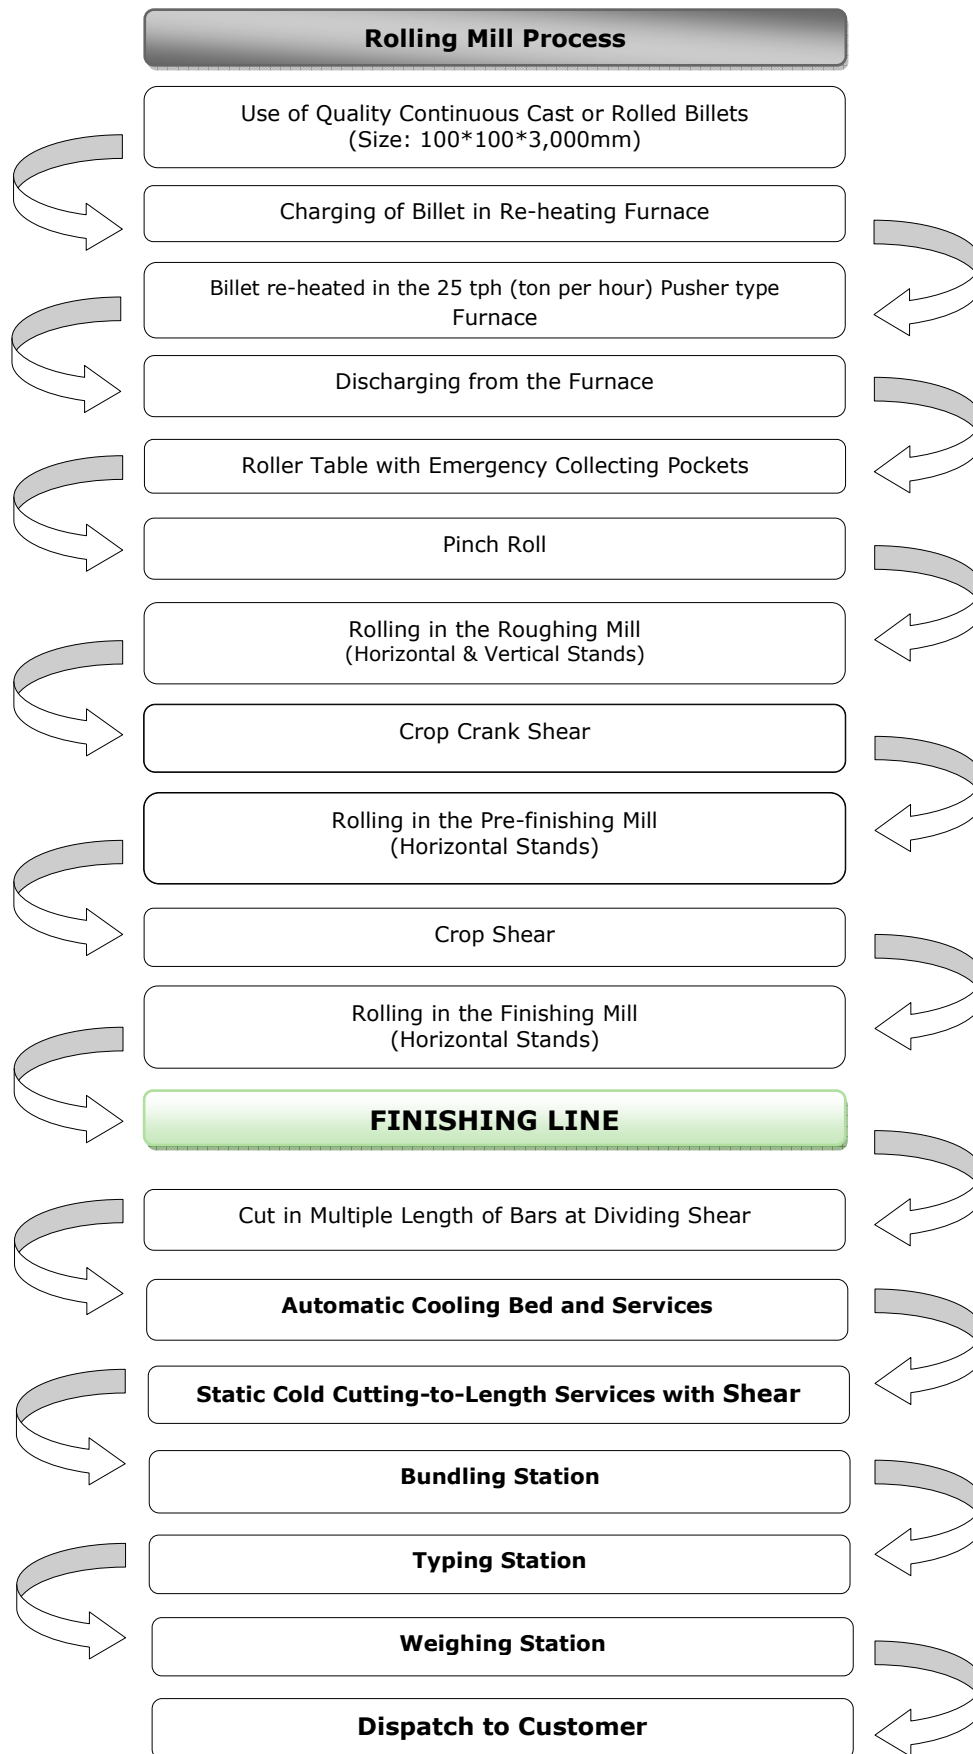 Rolling Mill Process
Use of Quality Continuous Cast or Rolled Billets
(Size: 100*100*3,000mm)
Charging of Billet in Re-heating Furnace
Billet re-heated in the 25 tph (ton per hour) Pusher type
Furnace
Discharging from the Furnace
Roller Table with Emergency Collecting Pockets
Pinch Roll
Rolling in the Roughing Mill
(Horizontal & Vertical Stands)
Crop Crank Shear
Rolling in the Pre-finishing Mill
(Horizontal Stands)
Crop Shear
Rolling in the Finishing Mill
(Horizontal Stands)
FINISHING LINE
Cut in Multiple Length of Bars at Dividing Shear
Automatic Cooling Bed and Services
Static Cold Cutting-to-Length Services with Shear
Bundling Station
Typing Station
Weighing Station
Dispatch to Customer